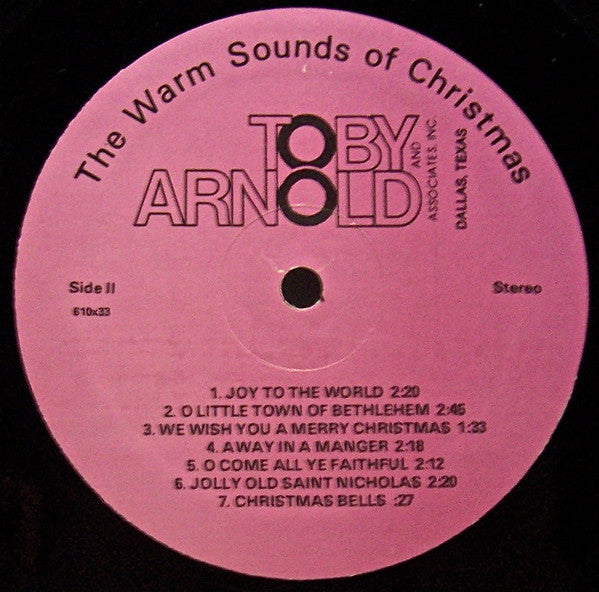 The Warm Sounds of Christmas
TOBY
ARNOLD
AND
ASSOCIATES, INC.
DALLAS, TEXAS
Side II
Stereo
610x33
1. JOY TO THE WORLD 2:20
2. O LITTLE TOWN OF BETHLEHEM 2:45
3. WE WISH YOU A MERRY CHRISTMAS 1:33
4. AWAY IN A MANGER 2:18
5. O COME ALL YE FAITHFUL 2:12
6. JOLLY OLD SAINT NICHOLAS 2:20
7. CHRISTMAS BELLS :27